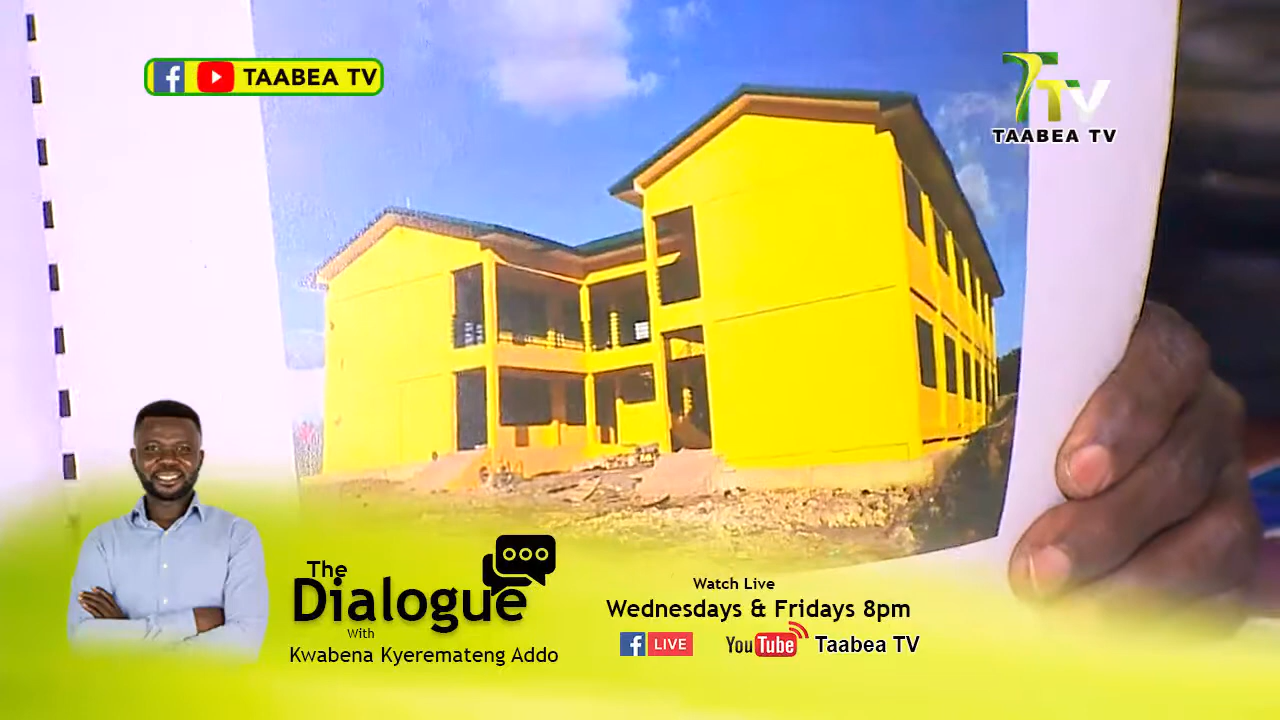 TAABEA TV
TTV
TAABEA TV
The
Dialogue
With
Kwabena Kyeremateng Addo
Watch Live
Wednesdays & Fridays 8pm
LIVE
YouTube
Taabea TV